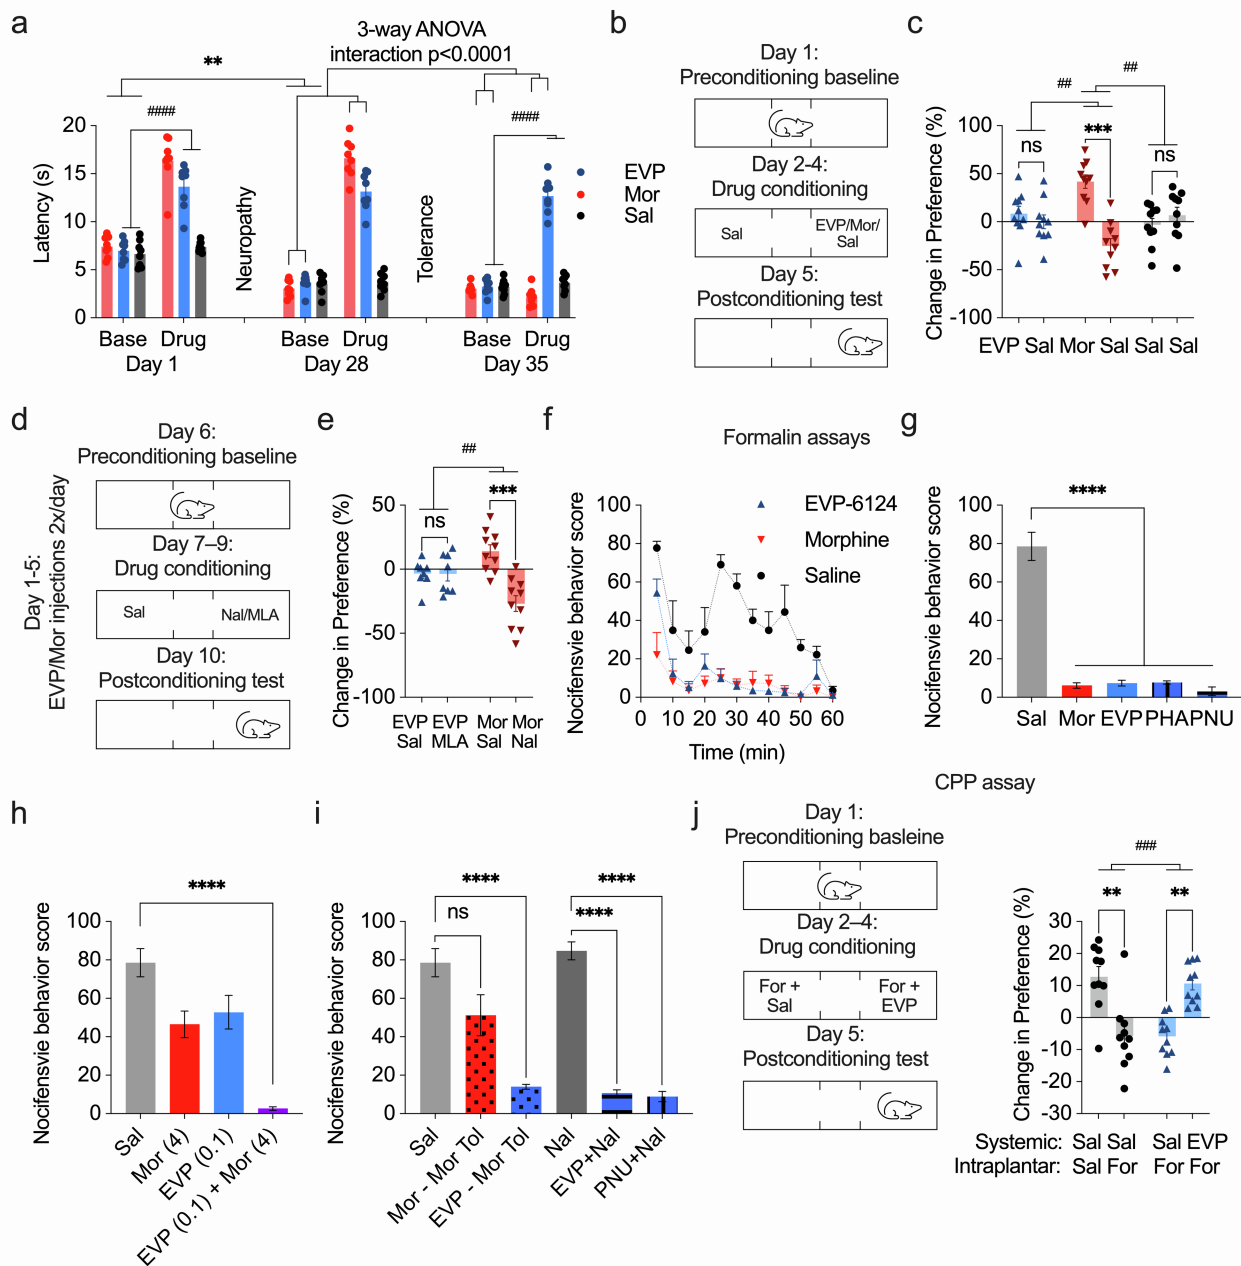 a
3-way ANOVA
interaction p<0.0001
**
####
####
20
15
10
5
0
Latency (s)
Neuropathy
Tolerance
Base Drug
Day 1
Base Drug
Day 28
Base Drug
Day 35
EVP
Mor
Sal
b
Day 1:
Preconditioning baseline
Day 2-4:
Drug conditioning
Sal
EVP/Mor/
Sal
Day 5:
Postconditioning test
c
##
##
***
ns
ns
100
50
0
-50
-100
Change in Preference (%)
EVP Sal Mor Sal Sal Sal
d
Day 1-5:
EVP/Mor injections 2x/day
Day 6:
Preconditioning baseline
Day 7–9:
Drug conditioning
Sal
Nal/MLA
Day 10:
Postconditioning test
e
##
***
ns
50
0
-50
-100
Change in Preference (%)
EVP EVP Mor Mor
Sal MLA Sal Nal
f
Formalin assays
EVP-6124
Morphine
Saline
100
80
60
40
20
0
Nocifensvie behavior score
0 10 20 30 40 50 60
Time (min)
g
****
100
80
60
40
20
0
Nocifensvie behavior score
Sal Mor EVP PHA PNU
CPP assay
h
****
100
80
60
40
20
0
Nocifensvie behavior score
Sal
Mor (4)
EVP (0.1)
EVP (0.1) + Mor (4)
i
****
ns
****
****
100
80
60
40
20
0
Nocifensvie behavior score
Sal
Mor - Mor Tol
EVP - Mor Tol
Nal
EVP+Nal
PNU+Nal
j
Day 1:
Preconditioning basleine
Day 2–4:
Drug conditioning
For +
Sal
For +
EVP
Day 5:
Postconditioning test
###
**
**
30
20
10
0
-10
-20
-30
Change in Preference (%)
Systemic: Sal Sal Sal EVP
Intraplantar: Sal For For For